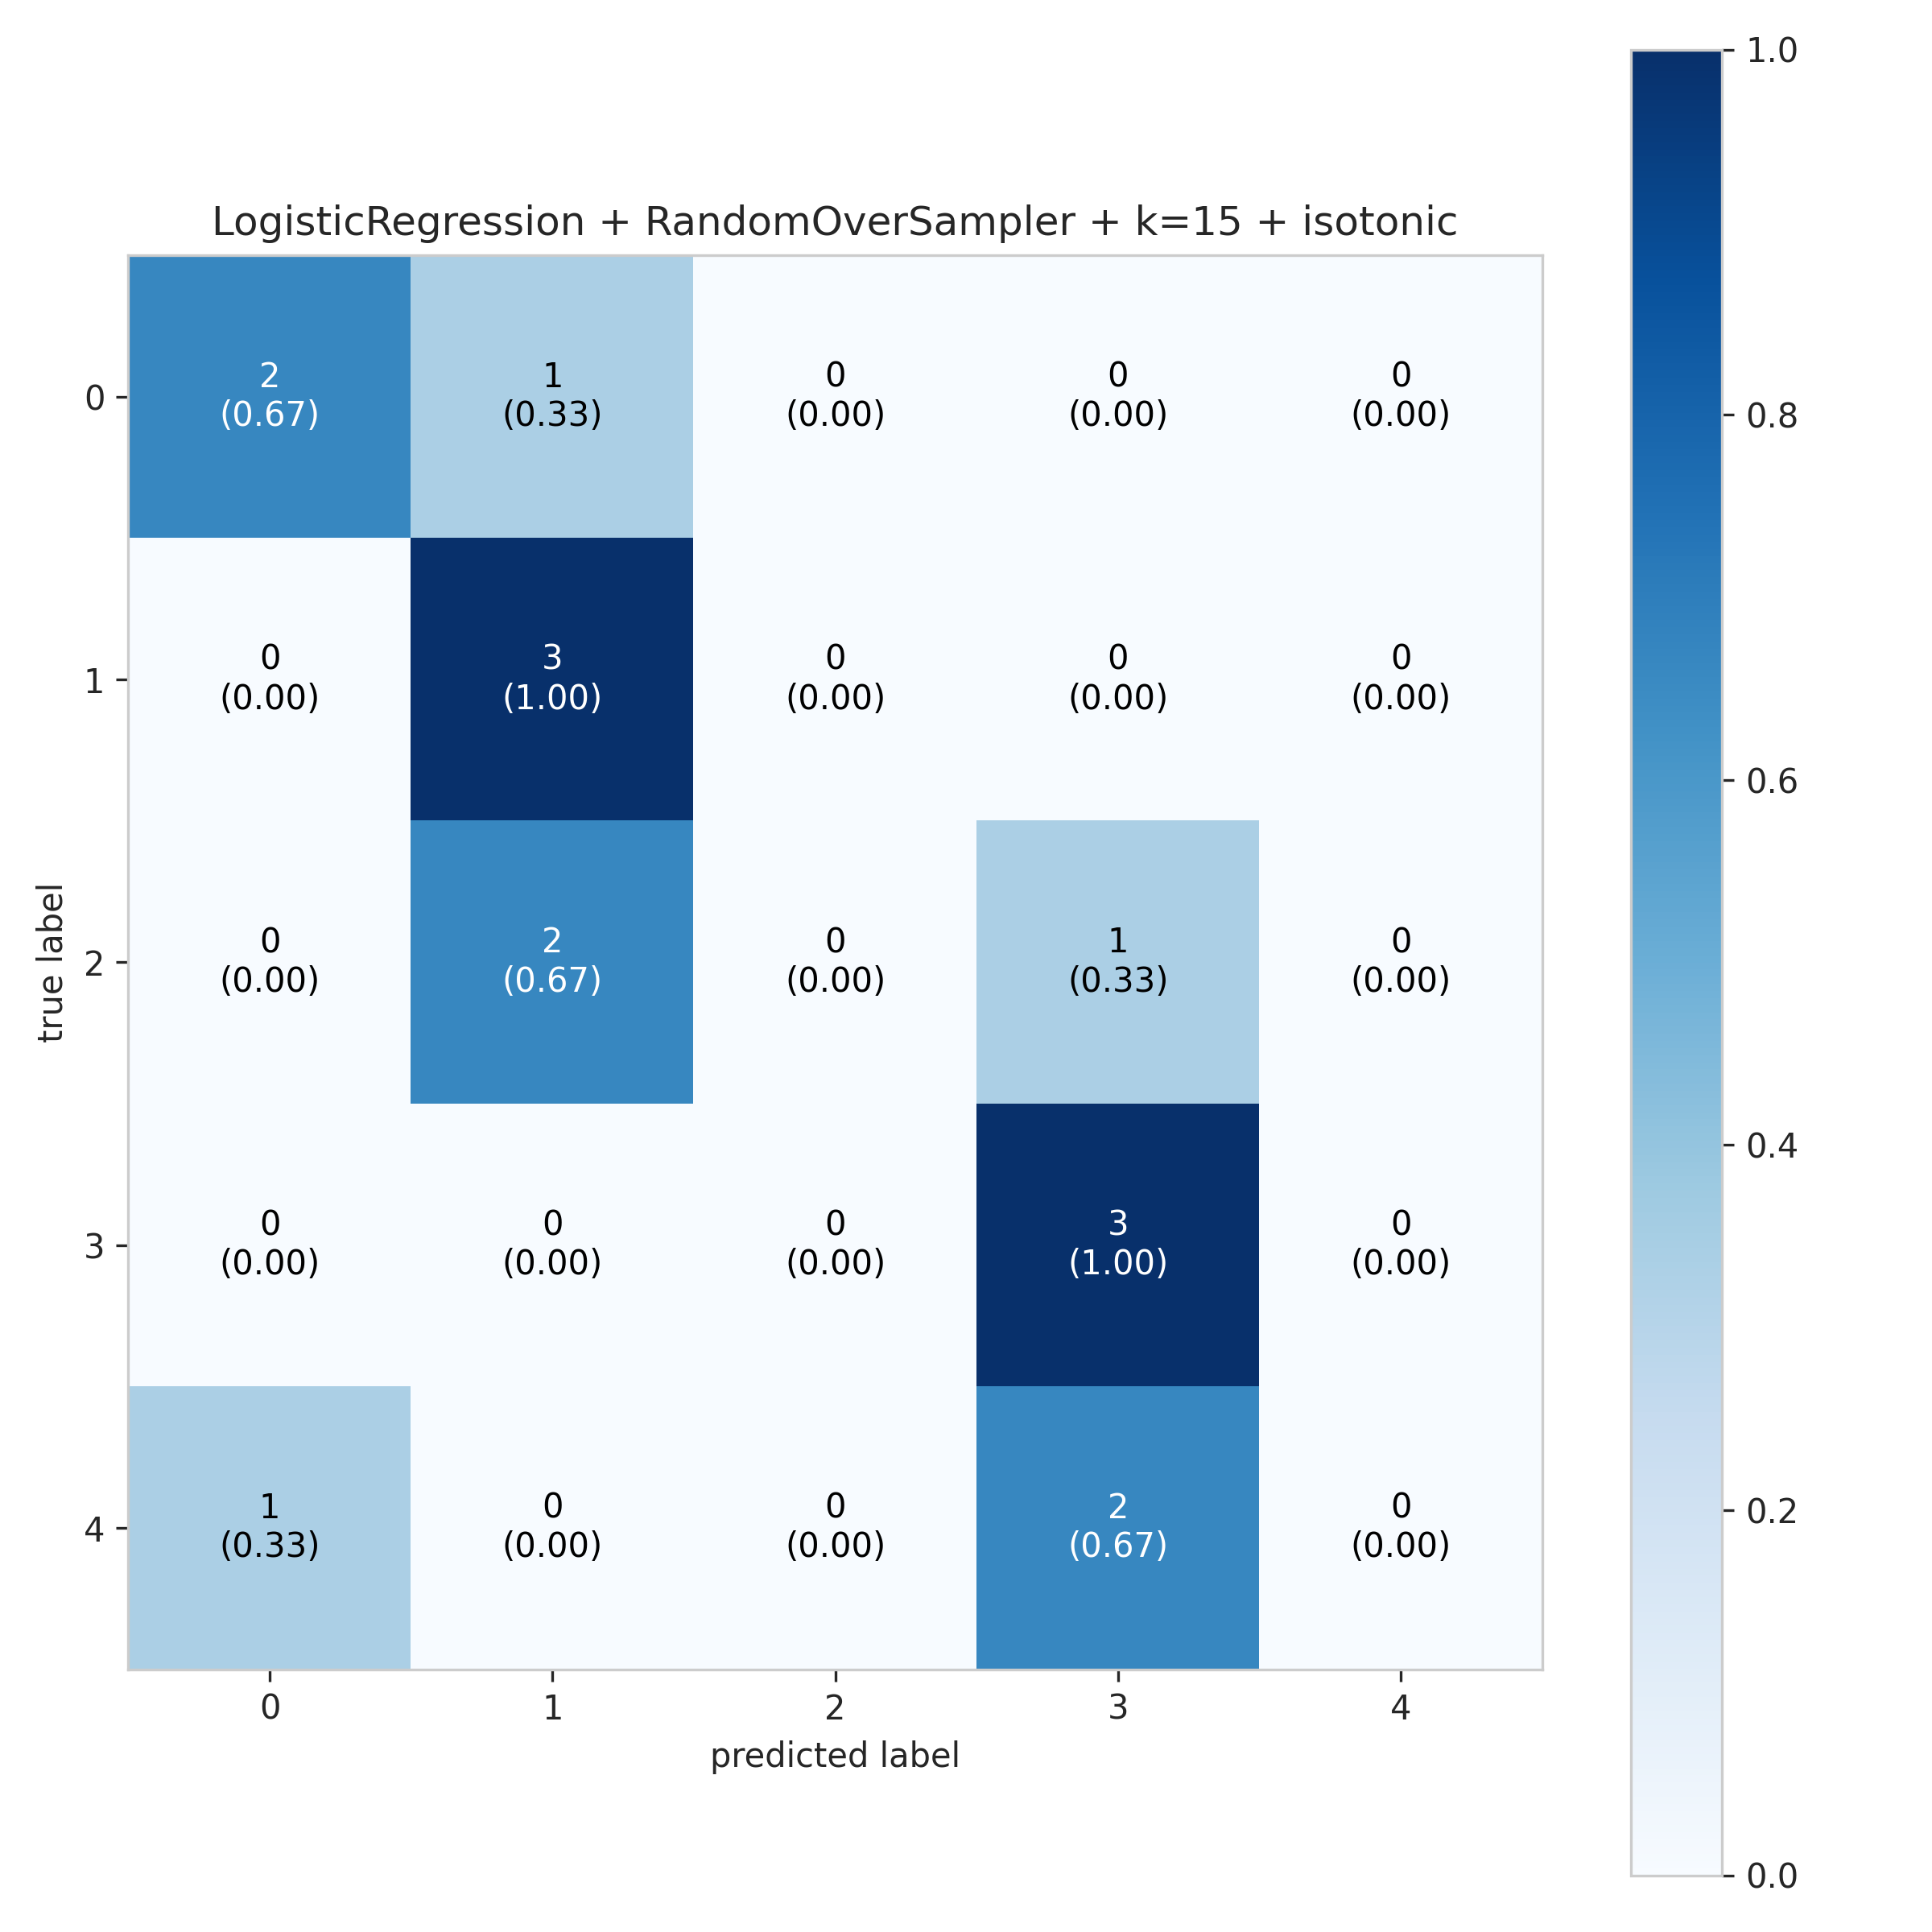 LogisticRegression + RandomOverSampler + k=15 + isotonic
1.0
0.8
0.6
0.4
0.2
0.0
true label
0
2 1 0 0 0
(0.67) (0.33) (0.00) (0.00) (0.00)
1
0 3 0 0 0
(0.00) (1.00) (0.00) (0.00) (0.00)
2
0 2 0 1 0
(0.00) (0.67) (0.00) (0.33) (0.00)
3
0 0 0 3 0
(0.00) (0.00) (0.00) (1.00) (0.00)
4
1 0 0 2 0
(0.33) (0.00) (0.00) (0.67) (0.00)
0 1 2 3 4
predicted label